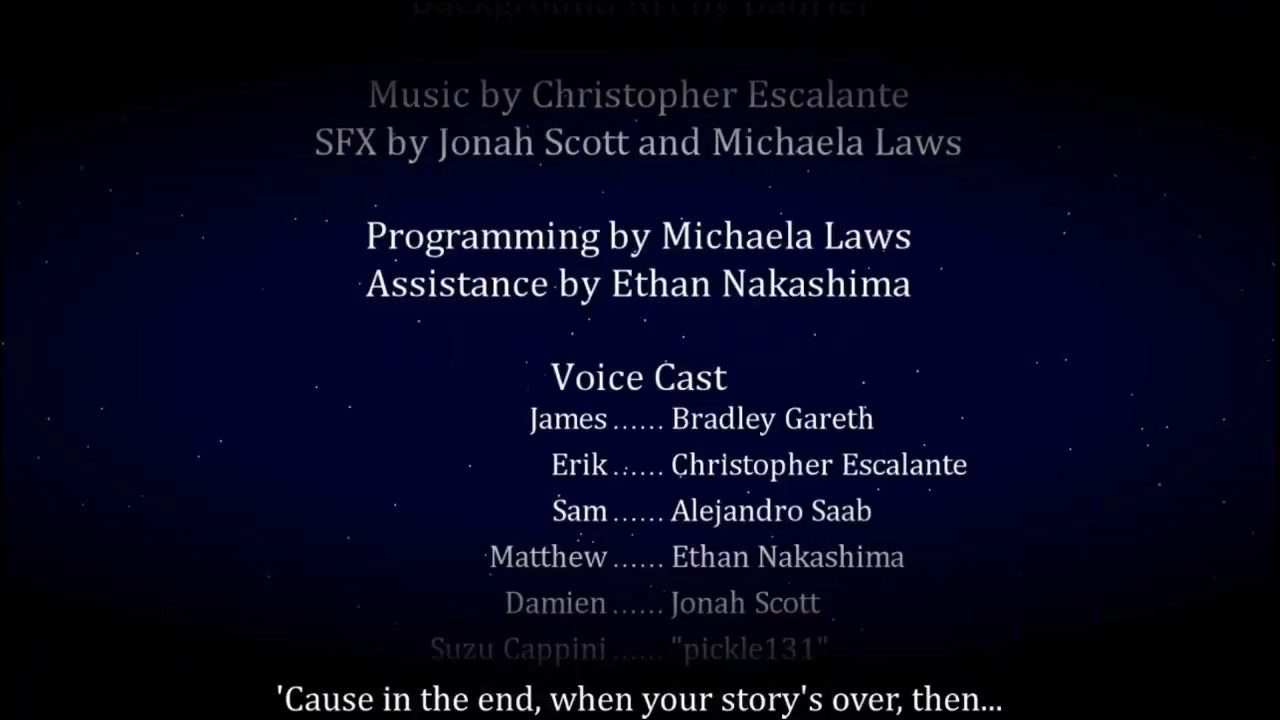 Music by Christopher Escalante
SFX by Jonah Scott and Michaela Laws
Programming by Michaela Laws
Assistance by Ethan Nakashima
Voice Cast
James ...... Bradley Gareth
Erik ...... Christopher Escalante
Sam ...... Alejandro Saab
Matthew ...... Ethan Nakashima
Damien ...... Jonah Scott
Suzu Cappini ...... "pickle131"
'Cause in the end, when your story's over, then...